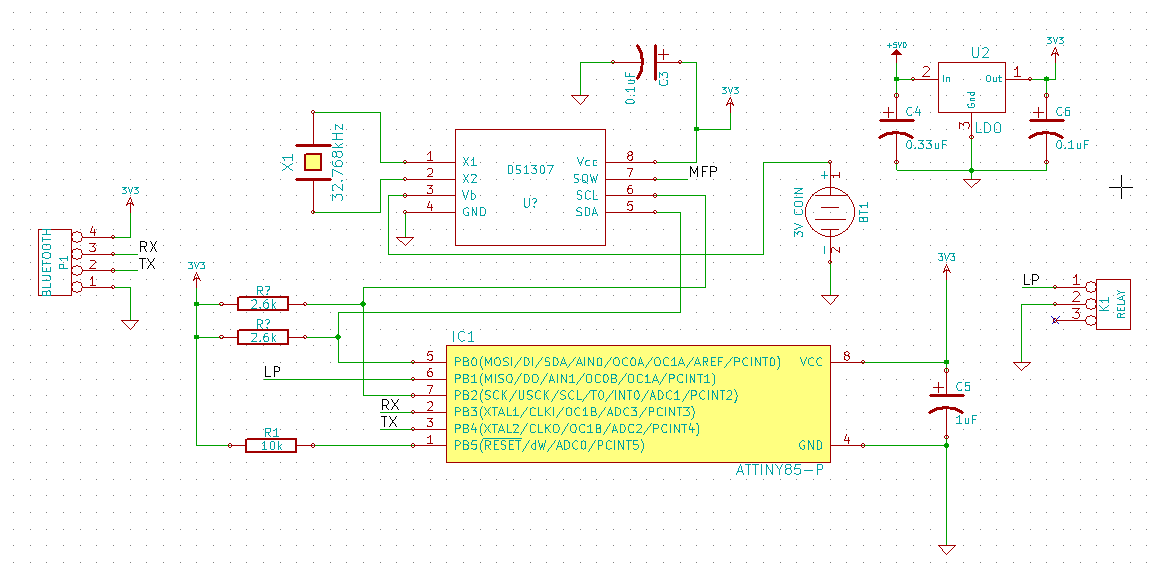 +5VD
3V3
U2
2
In
Out
1
Gnd
3
LDO
C4
0.33uF
C6
0.1uF
0.1uF
C3
3V3
X1
32.768kHz
DS1307
U?
1
X1
2
X2
3
Vb
4
GND
Vcc
8
SQW
7
MFP
SCL
6
SDA
5
3V COIN
+
1
BT1
-
2
3V3
BLUETOOTH
P1
4
3
RX
2
TX
1
3V3
R?
2.6k
R?
2.6k
R1
10k
LP
RX
TX
IC1
5
PB0(MOSI/DI/SDA/AIN0/OC0A/OC1A/AREF/PCINT0)
6
PB1(MISO/DO/AIN1/OC0B/OC1A/PCINT1)
7
PB2(SCK/USCK/SCL/T0/INT0/ADC1/PCINT2)
2
PB3(XTAL1/CLKI/OC1B/ADC3/PCINT3)
3
PB4(XTAL2/CLKO/OC1B/ADC2/PCINT4)
1
PB5(RESET/dW/ADC0/PCINT5)
VCC
8
GND
4
ATTINY85-P
3V3
C5
1uF
LP
1
2
3
K1
RELAY